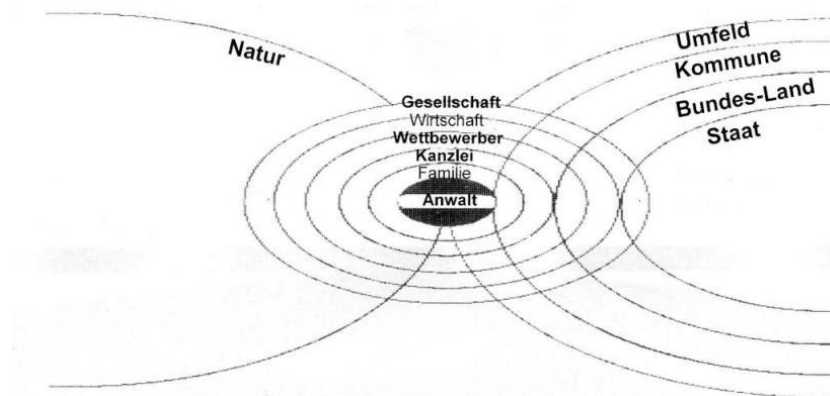 Natur
Umfeld
Kommune
Bundes-Land
Staat
Gesellschaft
Wirtschaft
Wettbewerber
Kanzlei
Familie
Anwalt